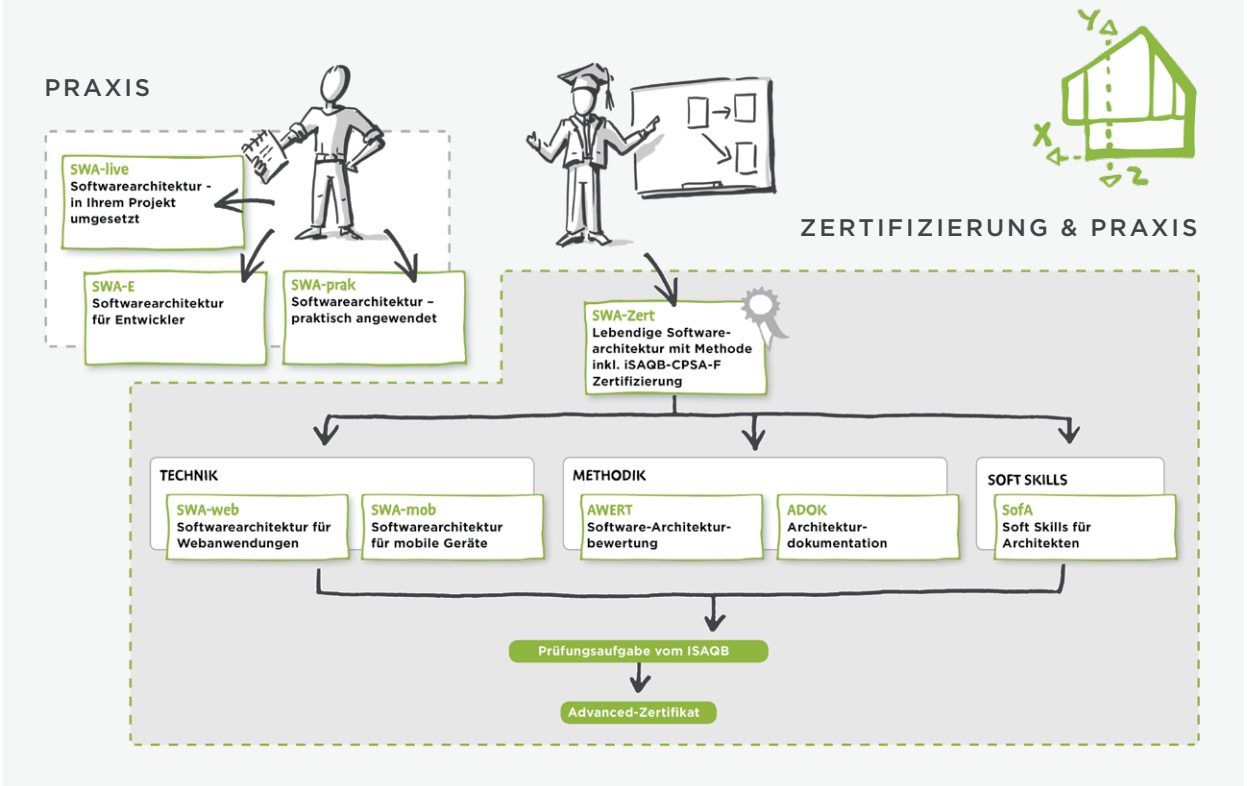 PRAXIS
SWA-live
Softwarearchitektur -
in Ihrem Projekt
umgesetzt
SWA-E
Softwarearchitektur
für Entwickler
SWA-prak
Softwarearchitektur –
praktisch angewendet
Y
X
Z
ZERTIFIZIERUNG & PRAXIS
SWA-Zert
Lebendige Software-
architektur mit Methode
inkl. iSAQB-CPSA-F
Zertifizierung
TECHNIK
SWA-web
Softwarearchitektur für
Webanwendungen
SWA-mob
Softwarearchitektur
für mobile Geräte
METHODIK
AWERT
Software-Architektur-
bewertung
ADOK
Architektur-
dokumentation
SOFT SKILLS
SofA
Soft Skills für
Architekten
Prüfungsaufgabe vom ISAQB
Advanced-Zertifikat